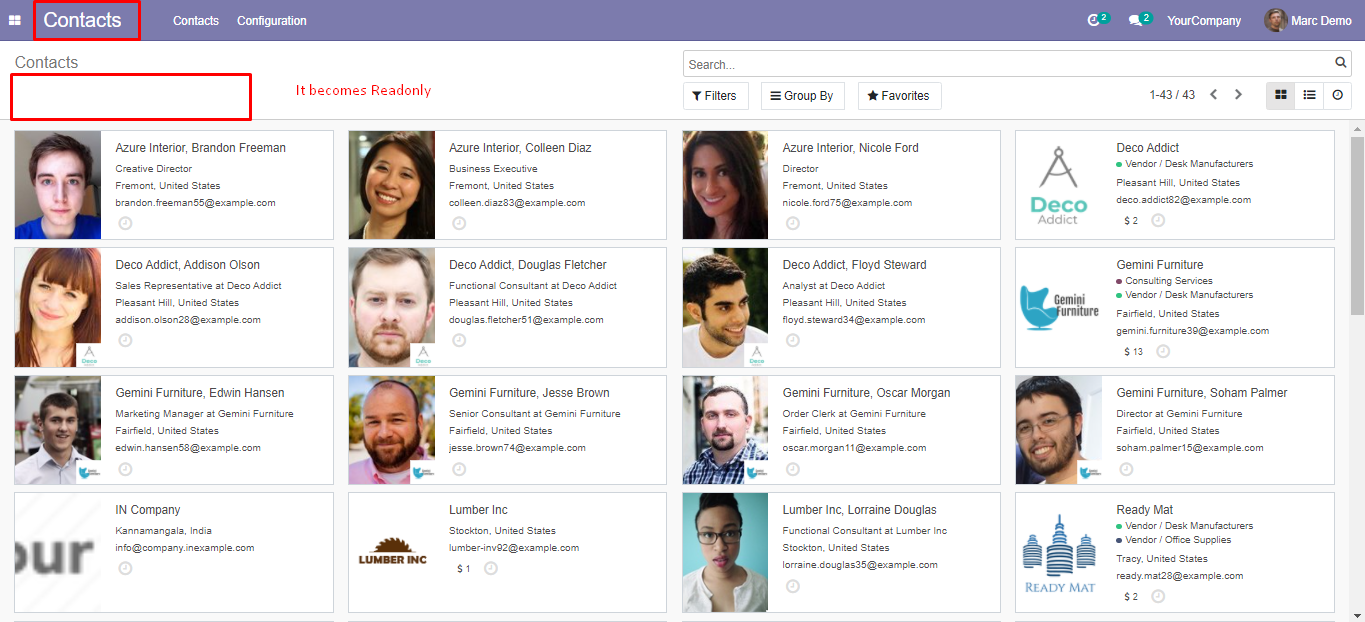 Contacts Contacts Configuration 2 2 YourCompany Marc Demo
Contacts
Search...
It becomes Readonly
Filters Group By Favorites 1-43 / 43
Azure Interior, Brandon Freeman
Creative Director
Fremont, United States
brandon.freeman55@example.com
Azure Interior, Colleen Diaz
Business Executive
Fremont, United States
colleen.diaz83@example.com
Azure Interior, Nicole Ford
Director
Fremont, United States
nicole.ford75@example.com
Deco Addict
Deco Addict
Vendor / Desk Manufacturers
Pleasant Hill, United States
deco.addict82@example.com
$ 2
Deco Addict, Addison Olson
Sales Representative at Deco Addict
Pleasant Hill, United States
addison.olson28@example.com
Deco
Deco Addict, Douglas Fletcher
Functional Consultant at Deco Addict
Pleasant Hill, United States
douglas.fletcher51@example.com
Deco
Deco Addict, Floyd Steward
Analyst at Deco Addict
Pleasant Hill, United States
floyd.steward34@example.com
Deco
Gemini Furniture
Gemini Furniture
Consulting Services
Vendor / Desk Manufacturers
Fairfield, United States
gemini.furniture39@example.com
$ 13
Gemini Furniture, Edwin Hansen
Marketing Manager at Gemini Furniture
Fairfield, United States
edwin.hansen58@example.com
Gemini Furniture, Jesse Brown
Senior Consultant at Gemini Furniture
Fairfield, United States
jesse.brown74@example.com
Gemini Furniture, Oscar Morgan
Order Clerk at Gemini Furniture
Fairfield, United States
oscar.morgan11@example.com
Gemini Furniture, Soham Palmer
Director at Gemini Furniture
Fairfield, United States
soham.palmer15@example.com
our
IN Company
Kannamangala, India
info@company.inexample.com
LUMBER INC
Lumber Inc
Stockton, United States
lumber-inv92@example.com
$ 1
Lumber Inc, Lorraine Douglas
Functional Consultant at Lumber Inc
Stockton, United States
lorraine.douglas35@example.com
READY MAT
Ready Mat
Vendor / Desk Manufacturers
Vendor / Office Supplies
Tracy, United States
ready.mat28@example.com
$ 2